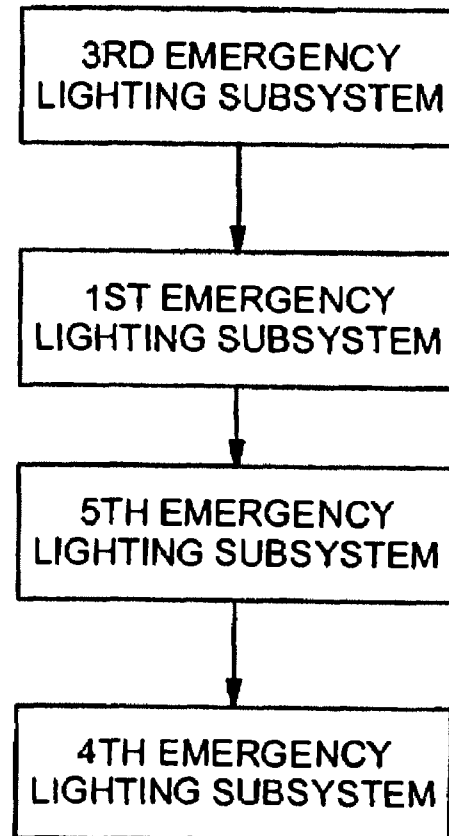 3RD EMERGENCY
LIGHTING SUBSYSTEM
1ST EMERGENCY
LIGHTING SUBSYSTEM
5TH EMERGENCY
LIGHTING SUBSYSTEM
4TH EMERGENCY
LIGHTING SUBSYSTEM